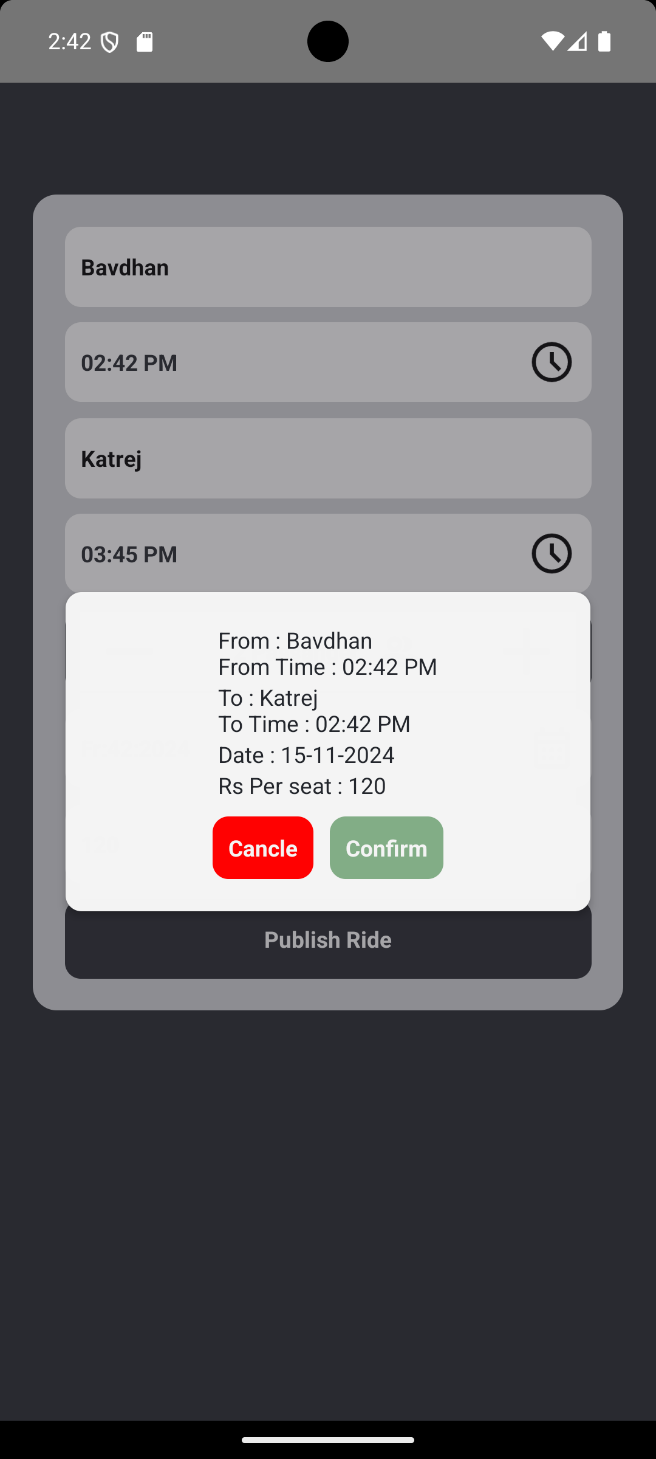 2:42
Bavdhan
02:42 PM
Katrej
03:45 PM
From : Bavdhan
From Time : 02:42 PM
To : Katrej
To Time : 02:42 PM
Date : 15-11-2024
Rs Per seat : 120
Cancle Confirm
Publish Ride